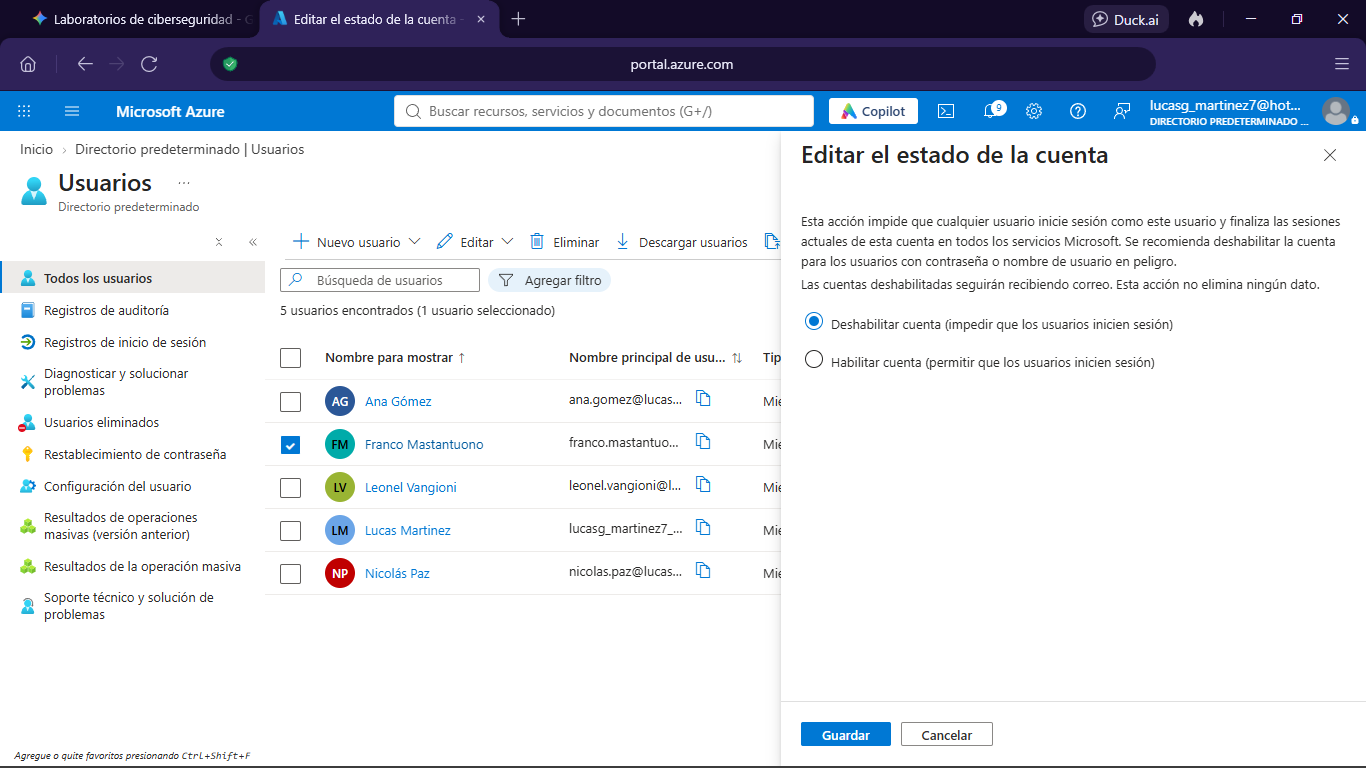 Laboratorios de ciberseguridad - G
Editar el estado de la cuenta -
Duck.ai
portal.azure.com
Microsoft Azure
Buscar recursos, servicios y documentos (G+/)
Copilot
9
lucasg_martinez7@hot...
DIRECTORIO PREDETERMINADO ...
Inicio > Directorio predeterminado | Usuarios
Usuarios ...
Directorio predeterminado
Nuevo usuario
Editar
Eliminar
Descargar usuarios
Todos los usuarios
Registros de auditoría
Registros de inicio de sesión
Diagnosticar y solucionar
problemas
Usuarios eliminados
Restablecimiento de contraseña
Configuración del usuario
Resultados de operaciones
masivas (versión anterior)
Resultados de la operación masiva
Soporte técnico y solución de
problemas
Búsqueda de usuarios
Agregar filtro
5 usuarios encontrados (1 usuario seleccionado)
Nombre para mostrar ↑ Nombre principal de usu... ↑↓ Tip
AG Ana Gómez ana.gomez@lucas... Mie
FM Franco Mastantuono franco.mastantuo... Mie
LV Leonel Vangioni leonel.vangioni@l... Mie
LM Lucas Martinez lucasg_martinez7_... Mie
NP Nicolás Paz nicolas.paz@lucas... Mie
Agregue o quite favoritos presionando Ctrl+Shift+F
Editar el estado de la cuenta
Esta acción impide que cualquier usuario inicie sesión como este usuario y finaliza las sesiones
actuales de esta cuenta en todos los servicios Microsoft. Se recomienda deshabilitar la cuenta
para los usuarios con contraseña o nombre de usuario en peligro.
Las cuentas deshabilitadas seguirán recibiendo correo. Esta acción no elimina ningún dato.
Deshabilitar cuenta (impedir que los usuarios inicien sesión)
Habilitar cuenta (permitir que los usuarios inicien sesión)
Guardar
Cancelar